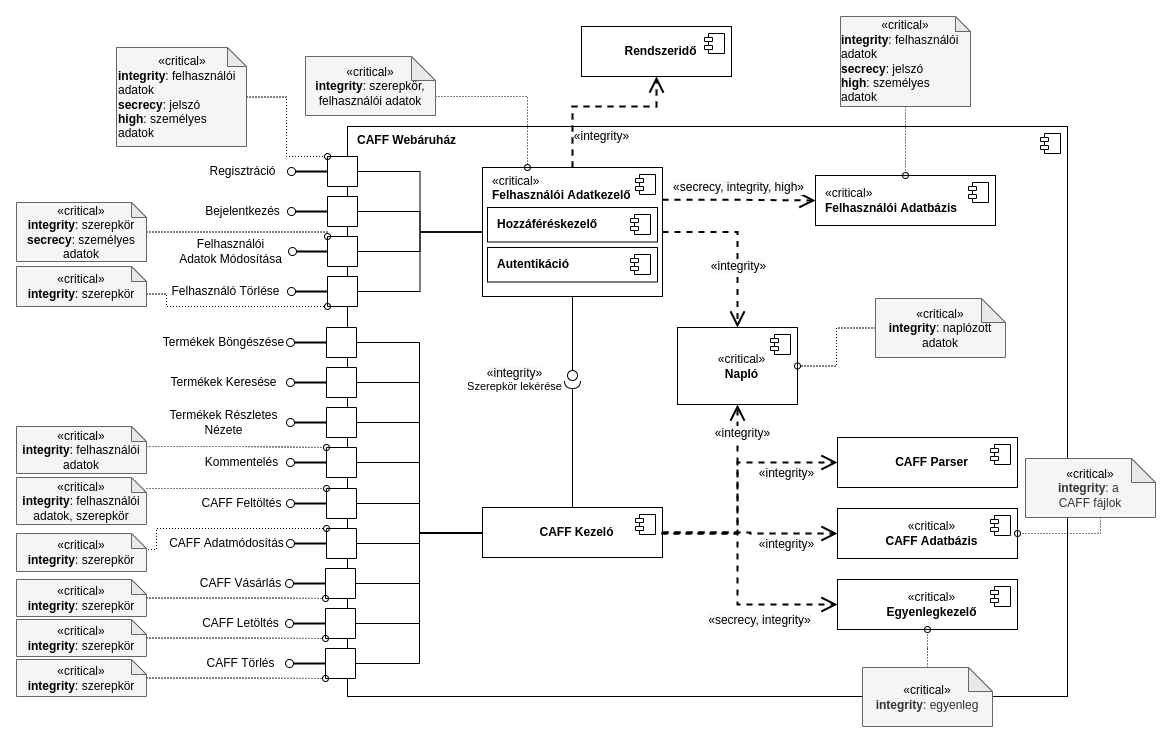 «critical»
integrity: felhasználói
adatok
secrecy: jelszó
high: személyes
adatok
«critical»
integrity: szerepkör,
felhasználói adatok
Rendszeridő
«critical»
integrity: felhasználói
adatok
secrecy: jelszó
high: személyes
adatok
CAFF Webáruház
«integrity»
Regisztráció
Bejelentkezés
Felhasználói
Adatok Módosítása
Felhasználó Törlése
«critical»
integrity: szerepkör
secrecy: személyes
adatok
«critical»
integrity: szerepkör
«critical»
Felhasználói Adatkezelő
Hozzáféréskezelő
Autentikáció
«secrecy, integrity, high»
«critical»
Felhasználói Adatbázis
«integrity»
«critical»
integrity: naplózott
adatok
«critical»
Napló
«integrity»
Szerepkör lekérése
Termékek Böngészése
Termékek Keresése
Termékek Részletes
Nézete
Kommentelés
CAFF Feltöltés
CAFF Adatmódosítás
CAFF Vásárlás
CAFF Letöltés
CAFF Törlés
«critical»
integrity: felhasználói
adatok
«critical»
integrity: felhasználói
adatok, szerepkör
«critical»
integrity: szerepkör
«critical»
integrity: szerepkör
«critical»
integrity: szerepkör
«critical»
integrity: szerepkör
«integrity»
CAFF Parser
«integrity»
«critical»
integrity: a
CAFF fájlok
CAFF Kezelő
«critical»
CAFF Adatbázis
«integrity»
«critical»
Egyenlegkezelő
«secrecy, integrity»
«critical»
integrity: egyenleg